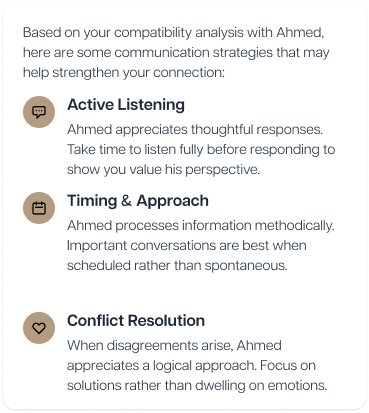 Based on your compatibility analysis with Ahmed,
here are some communication strategies that may
help strengthen your connection:
Active Listening
Ahmed appreciates thoughtful responses.
Take time to listen fully before responding to
show you value his perspective.
Timing & Approach
Ahmed processes information methodically.
Important conversations are best when
scheduled rather than spontaneous.
Conflict Resolution
When disagreements arise, Ahmed
appreciates a logical approach. Focus on
solutions rather than dwelling on emotions.